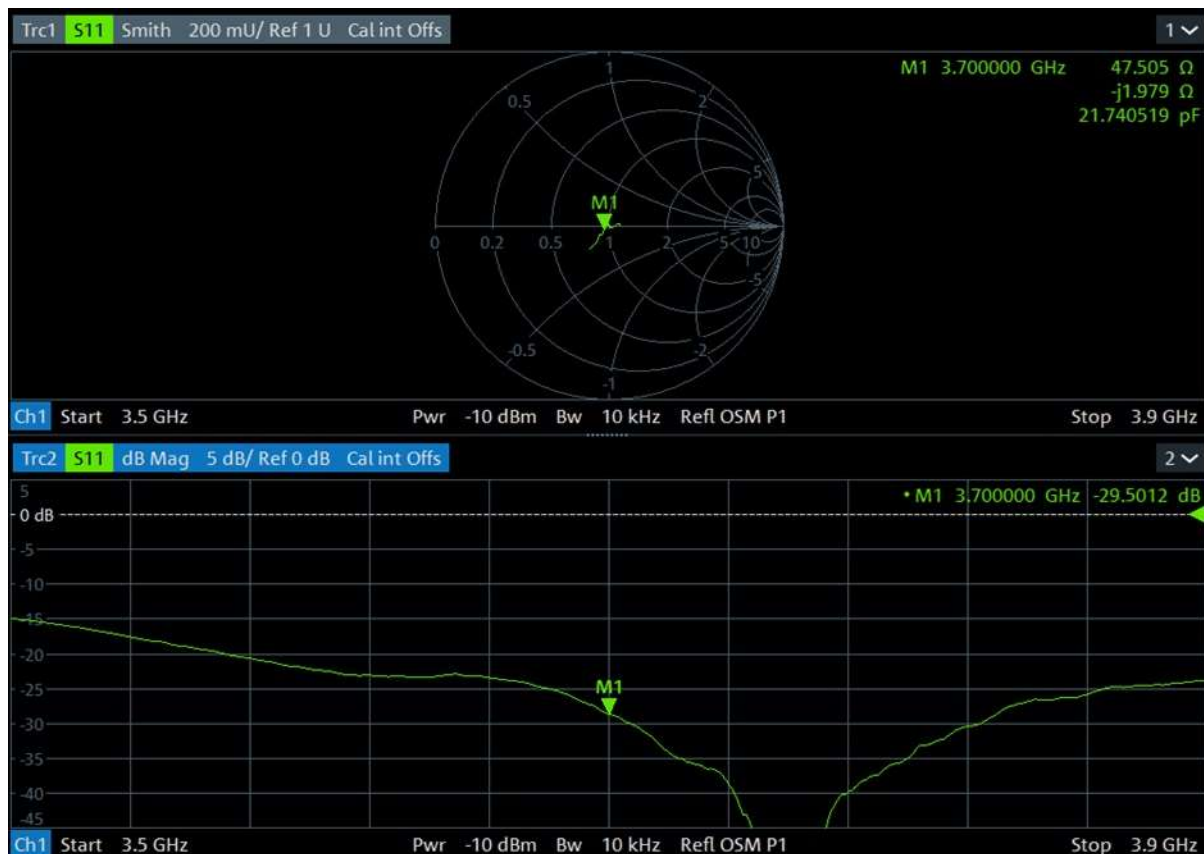 Trc1 S11 Smith 200 mU/ Ref 1 U Cal int Offs 1
M1 3.700000 GHz 47.505 Ω
-j1.979 Ω
21.740519 pF
1
0.5 2
5
M1
0 0.2 0.5 1 2 5 10
-5
-0.5 -2
-1
Ch1 Start 3.5 GHz Pwr -10 dBm Bw 10 kHz Refl OSM P1 Stop 3.9 GHz
Trc2 S11 dB Mag 5 dB/ Ref 0 dB Cal int Offs 2
5 • M1 3.700000 GHz -29.5012 dB
0 dB
-5
-10
-15
-20
-25
M1
-30
-35
-40
-45
Ch1 Start 3.5 GHz Pwr -10 dBm Bw 10 kHz Refl OSM P1 Stop 3.9 GHz